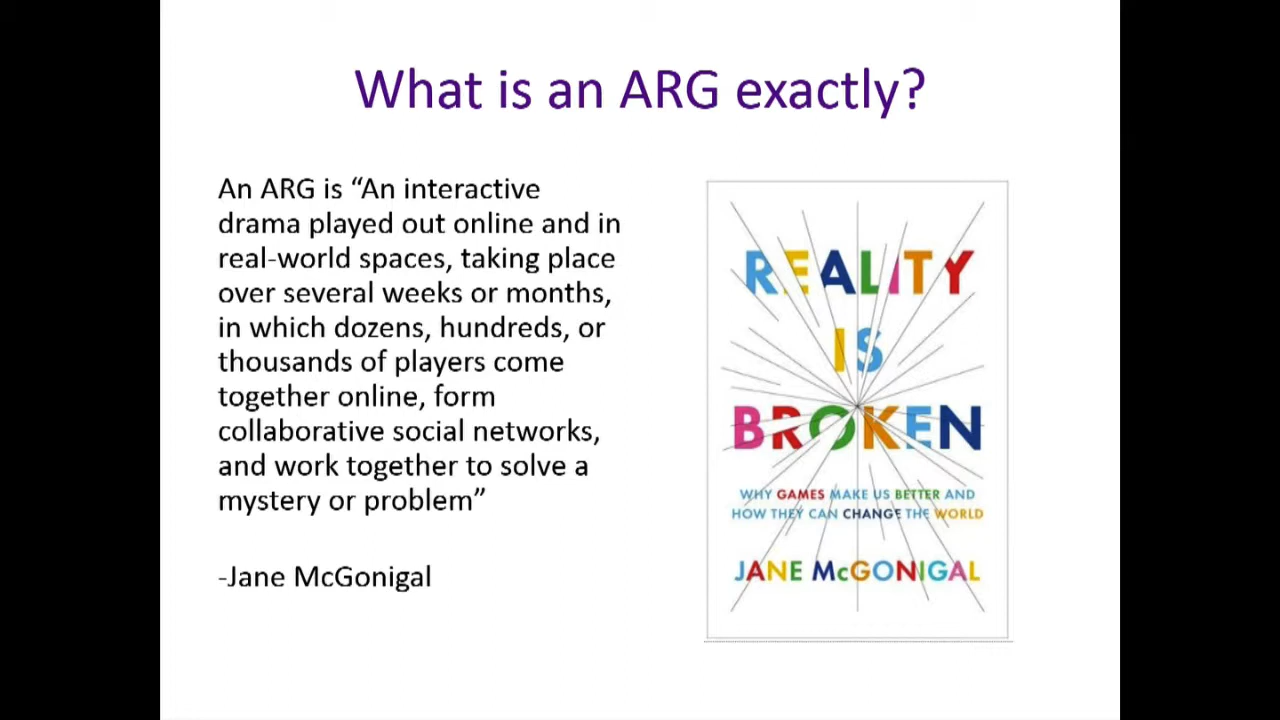 What is an ARG exactly?
An ARG is “An interactive
drama played out online and in
real-world spaces, taking place
over several weeks or months,
in which dozens, hundreds, or
thousands of players come
together online, form
collaborative social networks,
and work together to solve a
mystery or problem”
-Jane McGonigal
REALITY
IS
BROKEN
WHY GAMES MAKE US BETTER AND
HOW THEY CAN CHANGE THE WORLD
JANE McGONIGAL